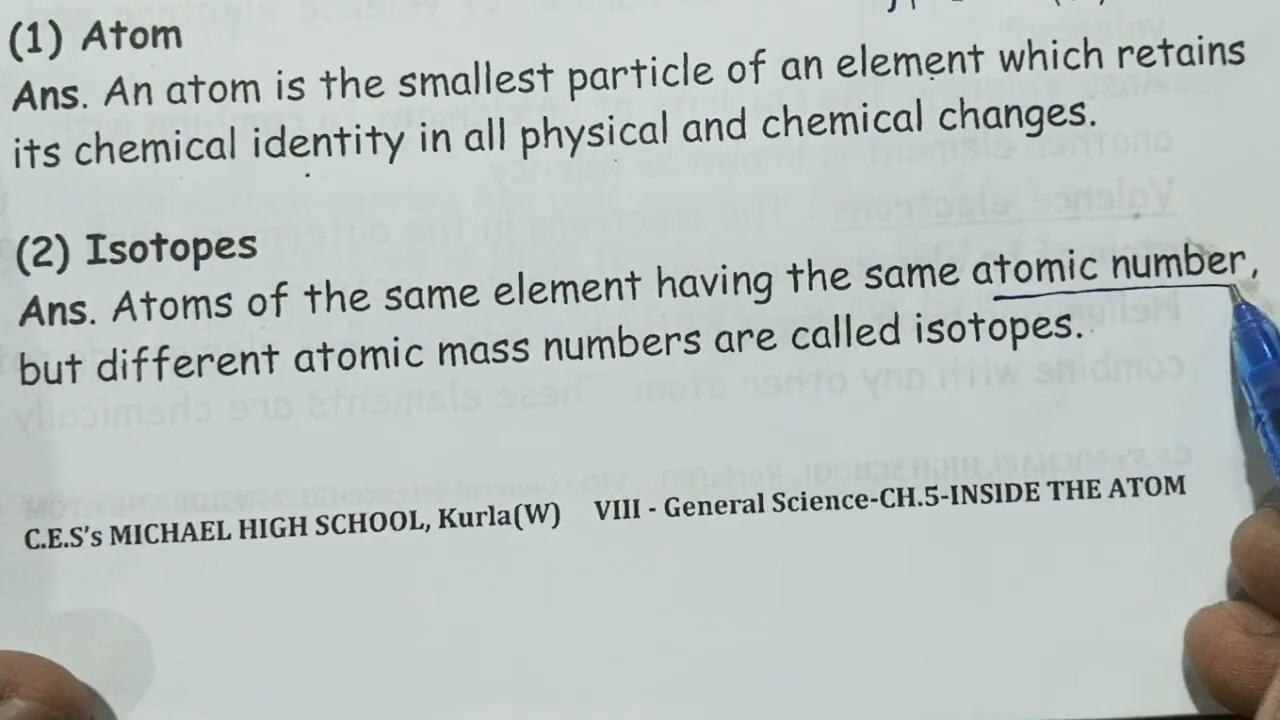 (1) Atom
Ans. An atom is the smallest particle of an element which retains
its chemical identity in all physical and chemical changes.
(2) Isotopes
Ans. Atoms of the same element having the same atomic number,
but different atomic mass numbers are called isotopes.
C.E.S's MICHAEL HIGH SCHOOL, Kurla(W) VIII - General Science-CH.5-INSIDE THE ATOM